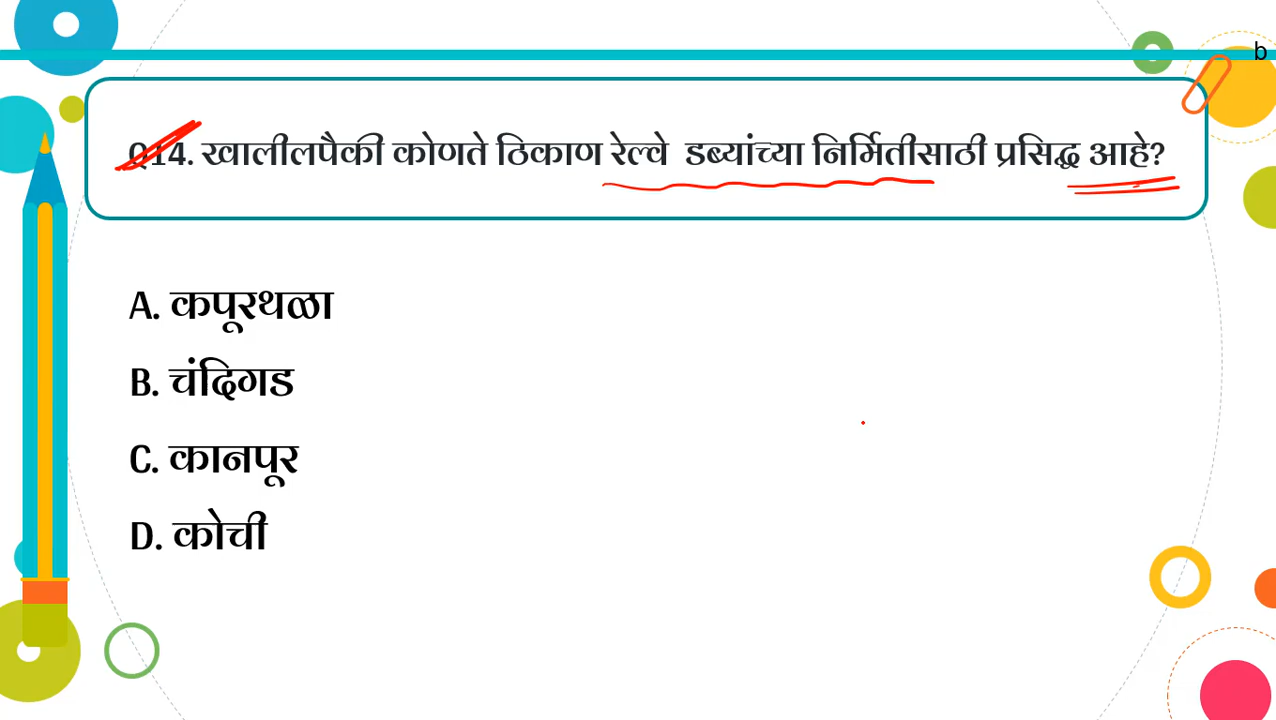 b
Q14. खालीलपैकी कोणते ठिकाण रेल्वे डब्यांच्या निर्मितीसाठी प्रसिद्ध आहे?
A. कपूरथळा
B. चंदिगड
C. कानपूर
D. कोची